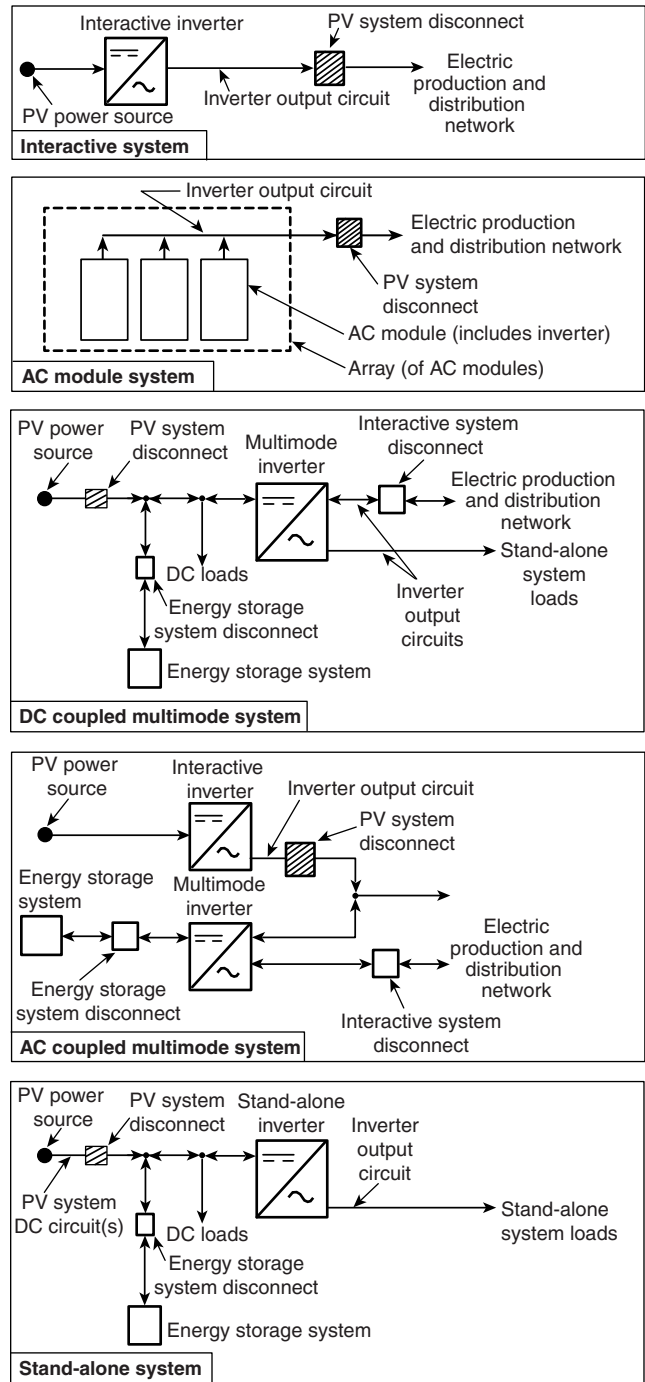 PV system disconnect
Interactive inverter
Electric
production and
distribution
network
Inverter output circuit
PV power source
Interactive system
Inverter output circuit
Electric production
and distribution network
PV system
disconnect
AC module (includes inverter)
Array (of AC modules)
AC module system
PV power
source
PV system
disconnect
Multimode
inverter
Interactive system
disconnect
Electric production
and distribution
network
Stand-alone
system
loads
Inverter
output
circuits
DC loads
Energy storage
system disconnect
Energy storage system
DC coupled multimode system
PV power
source
Interactive
inverter
Inverter output circuit
PV system
disconnect
Energy storage
system
Multimode
inverter
Electric
production and
distribution
network
Energy storage
system disconnect
Interactive system
disconnect
AC coupled multimode system
PV power
source
PV system
disconnect
Stand-alone
inverter
Inverter
output
circuit
PV system
DC circuit(s)
DC loads
Stand-alone
system loads
Energy storage
system disconnect
Energy storage system
Stand-alone system